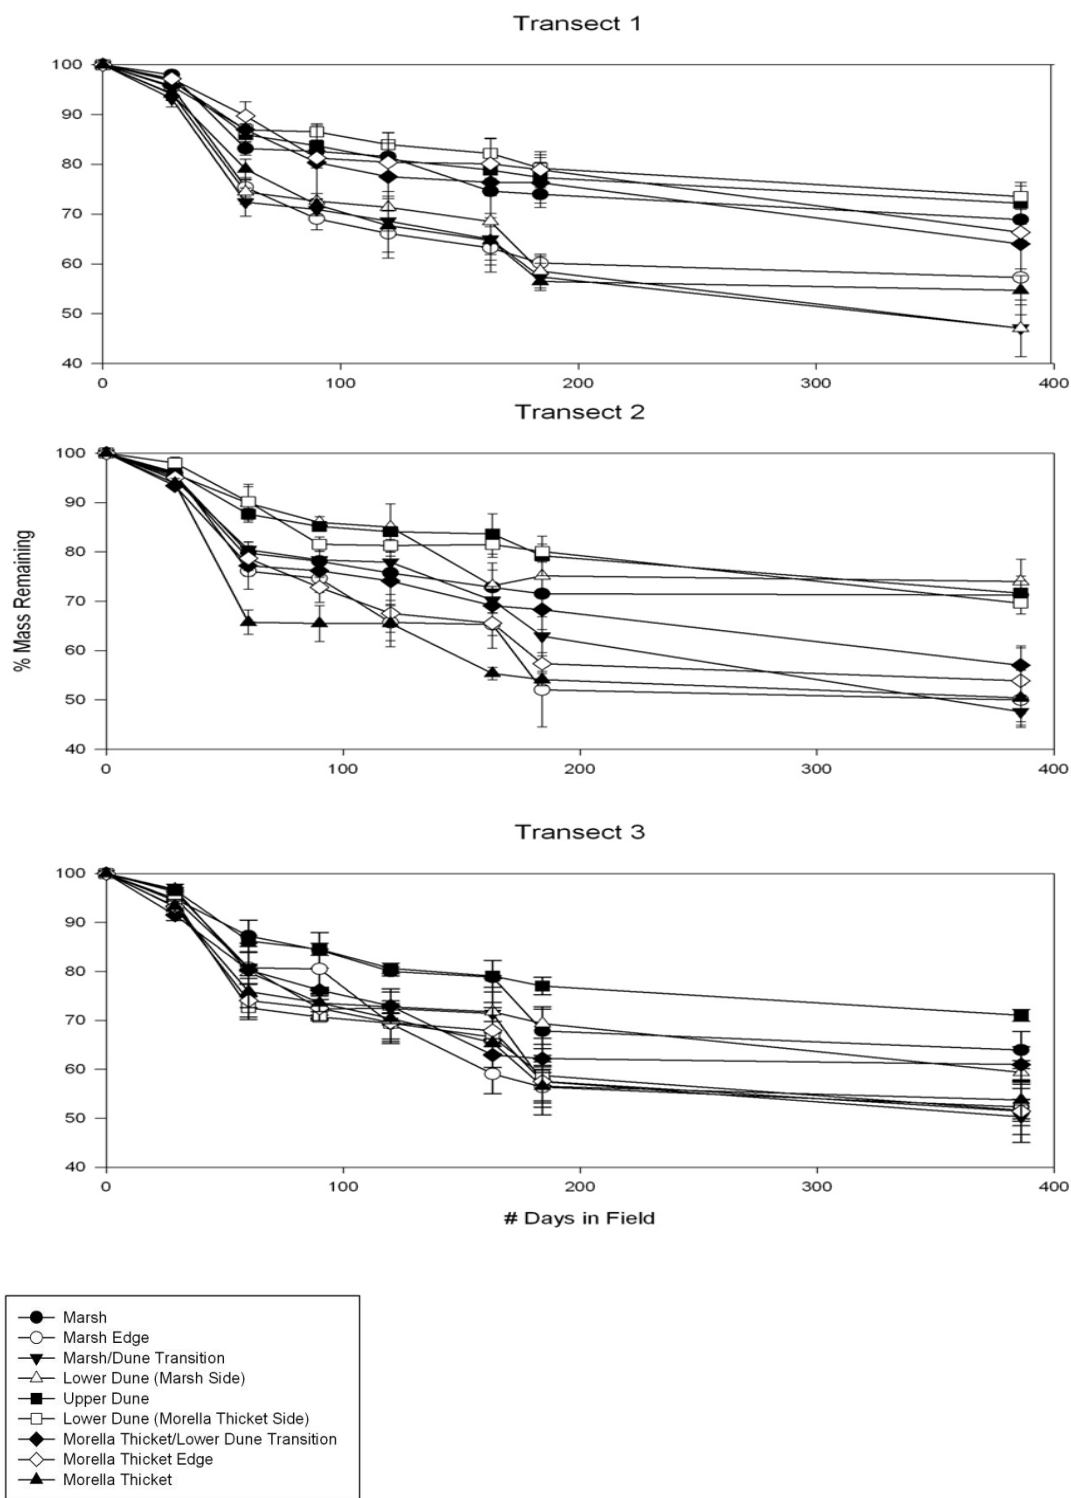 Transect 1
100
90
80
70
60
50
40
0 100 200 300 400
Transect 2
100
90
80
70
60
50
40
0 100 200 300 400
% Mass Remaining
Transect 3
100
90
80
70
60
50
40
0 100 200 300 400
# Days in Field
Marsh
Marsh Edge
Marsh/Dune Transition
Lower Dune (Marsh Side)
Upper Dune
Lower Dune (Morella Thicket Side)
Morella Thicket/Lower Dune Transition
Morella Thicket Edge
Morella Thicket